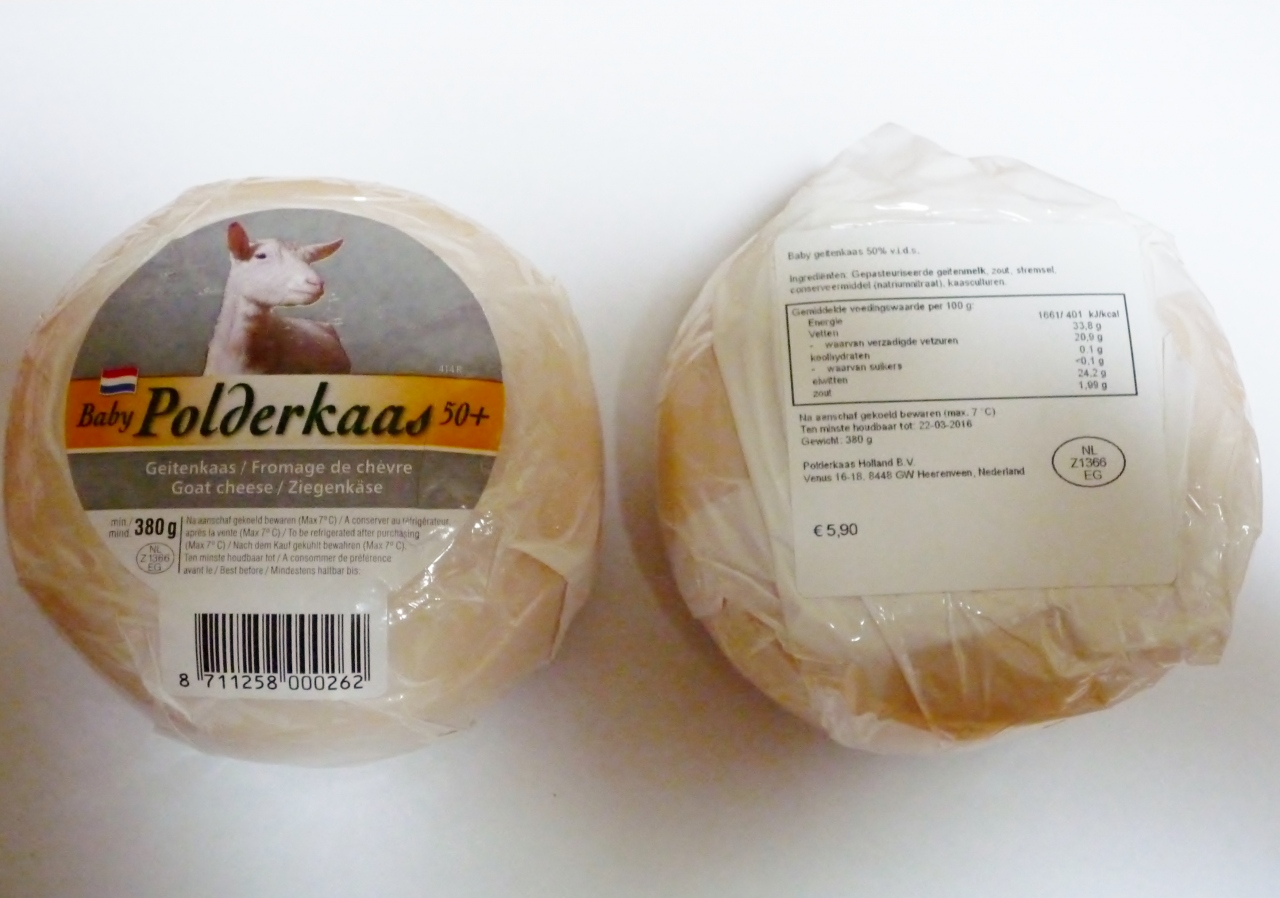 4148
Baby Polderkaas 50+
Geitenkaas / Fromage de chèvre
Goat cheese / Ziegenkäse
min.
mind. 380 g
NL
Z 1366
EG
Na aanschaf gekoeld bewaren (Max 7° C) / A conserver au réfrigérateur
après la vente (Max 7° C) / To be refrigerated after purchasing
(Max 7° C) / Nach dem Kauf gekühlt bewahren (Max 7° C).
Ten minste houdbaar tot / A consommer de préférence
avant le / Best before / Mindestens haltbar bis:
8 711258 000262
Baby geitenkaas 50% v.i.d.s.
Ingrediënten: Gepasteuriseerde geitenmelk, zout, stremsel,
conserveermiddel (natriumnitraat), kaasculturen.
Gemiddelde voedingswaarde per 100 g:
Energie 1661/ 401 kJ/kcal
Vetten 33,8 g
- waarvan verzadigde vetzuren 20,9 g
koolhydraten 0.1 g
- waarvan suikers <0,1 g
eiwitten 24,2 g
zout 1,99 g
Na aanschaf gekoeld bewaren (max. 7 °C)
Ten minste houdbaar tot: 22-03-2016
Gewicht: 380 g
Polderkaas Holland B.V.
Venus 16-18, 8448 GW Heerenveen, Nederland
NL
Z1366
EG
€ 5,90